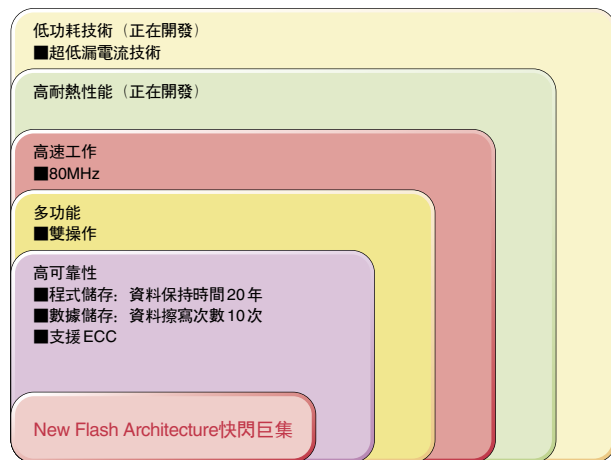 低功耗技術（正在開發）
■超低漏電流技術
高耐熱性能（正在開發）
高速工作
■80MHz
多功能
■雙操作
高可靠性
■程式儲存：資料保持時間20年
■數據儲存：資料擦寫次數10次
■支援ECC
New Flash Architecture快閃巨集